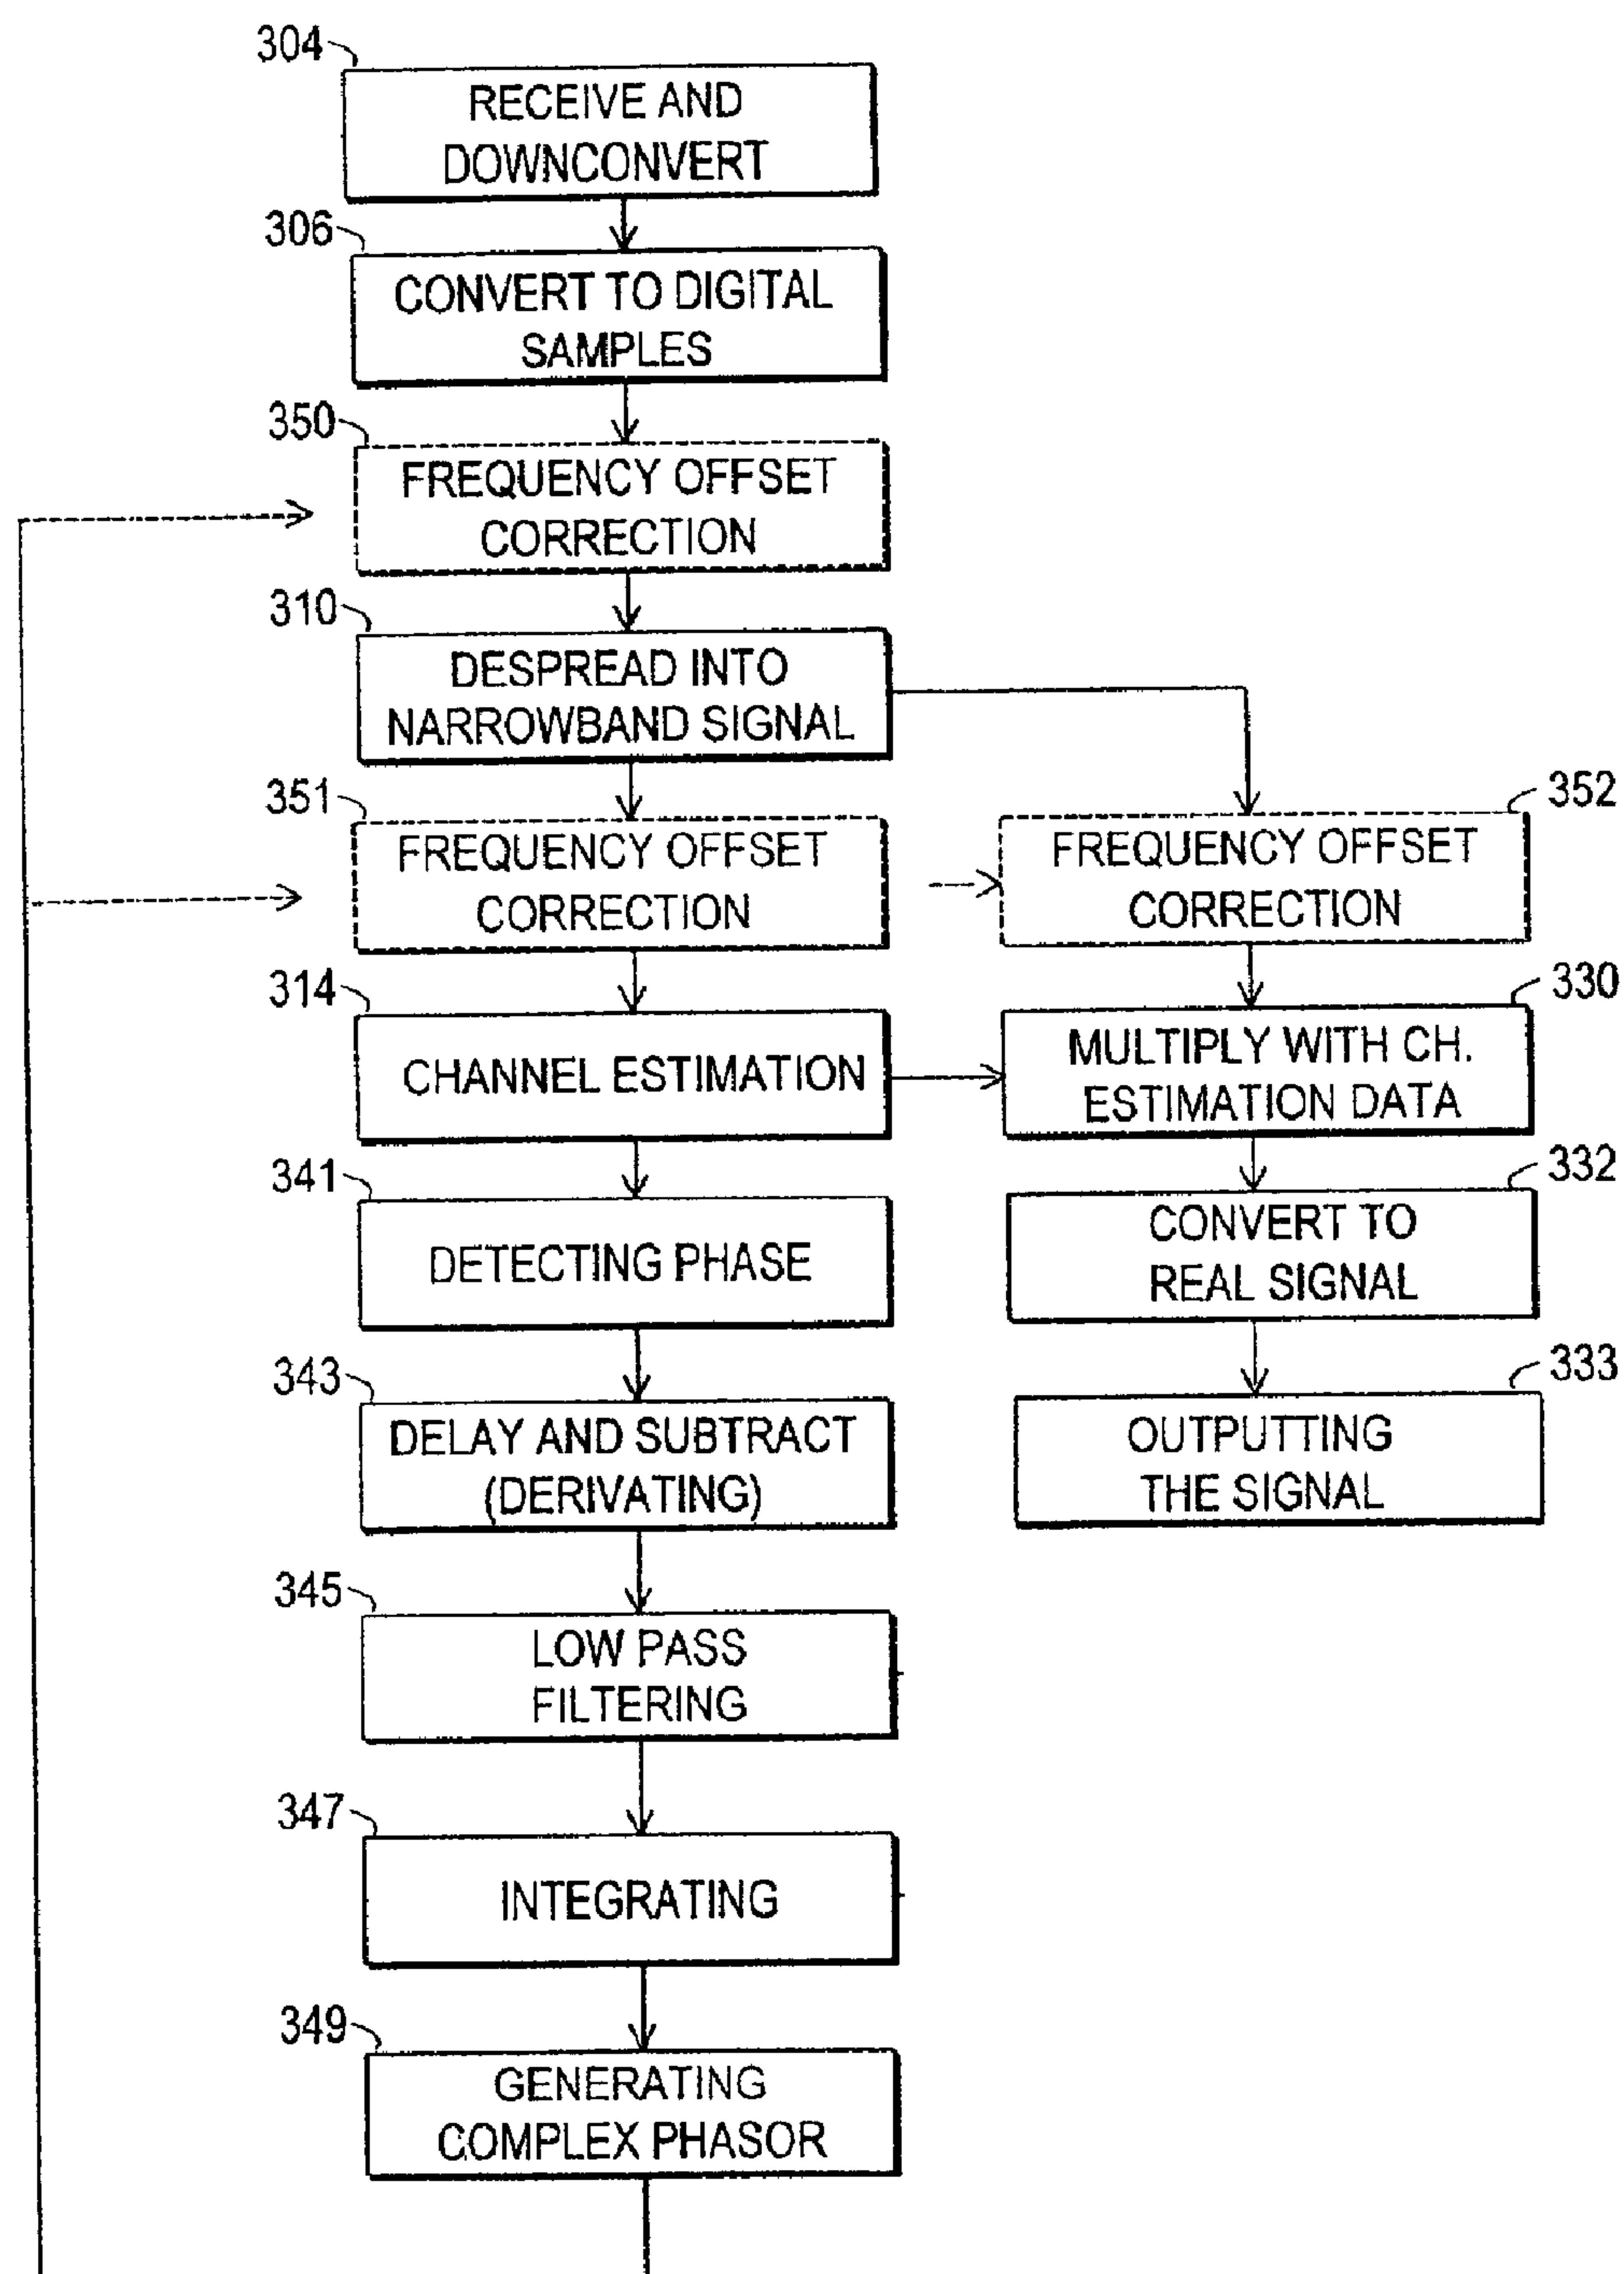 304
RECEIVE AND
DOWNCONVERT
306
CONVERT TO DIGITAL
SAMPLES
350
FREQUENCY OFFSET
CORRECTION
310
DESPREAD INTO
NARROWBAND SIGNAL
351
FREQUENCY OFFSET
CORRECTION
352
FREQUENCY OFFSET
CORRECTION
314
CHANNEL ESTIMATION
330
MULTIPLY WITH CH.
ESTIMATION DATA
341
DETECTING PHASE
332
CONVERT TO
REAL SIGNAL
343
DELAY AND SUBTRACT
(DERIVATING)
333
OUTPUTTING
THE SIGNAL
345
LOW PASS
FILTERING
347
INTEGRATING
349
GENERATING
COMPLEX PHASOR